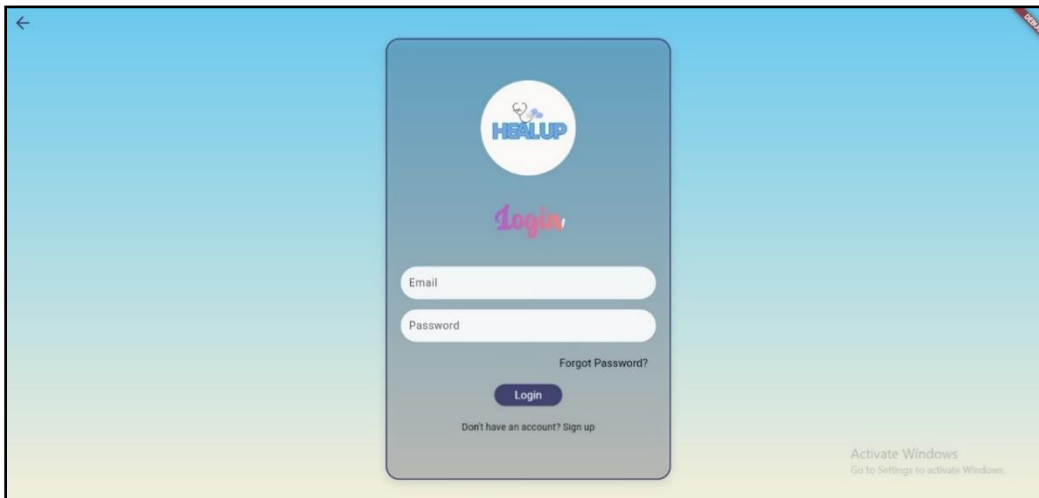 HEALUP
Login
Email
Password
Forgot Password?
Login
Don't have an account? Sign up
Activate Windows
Go to Settings to activate Windows.